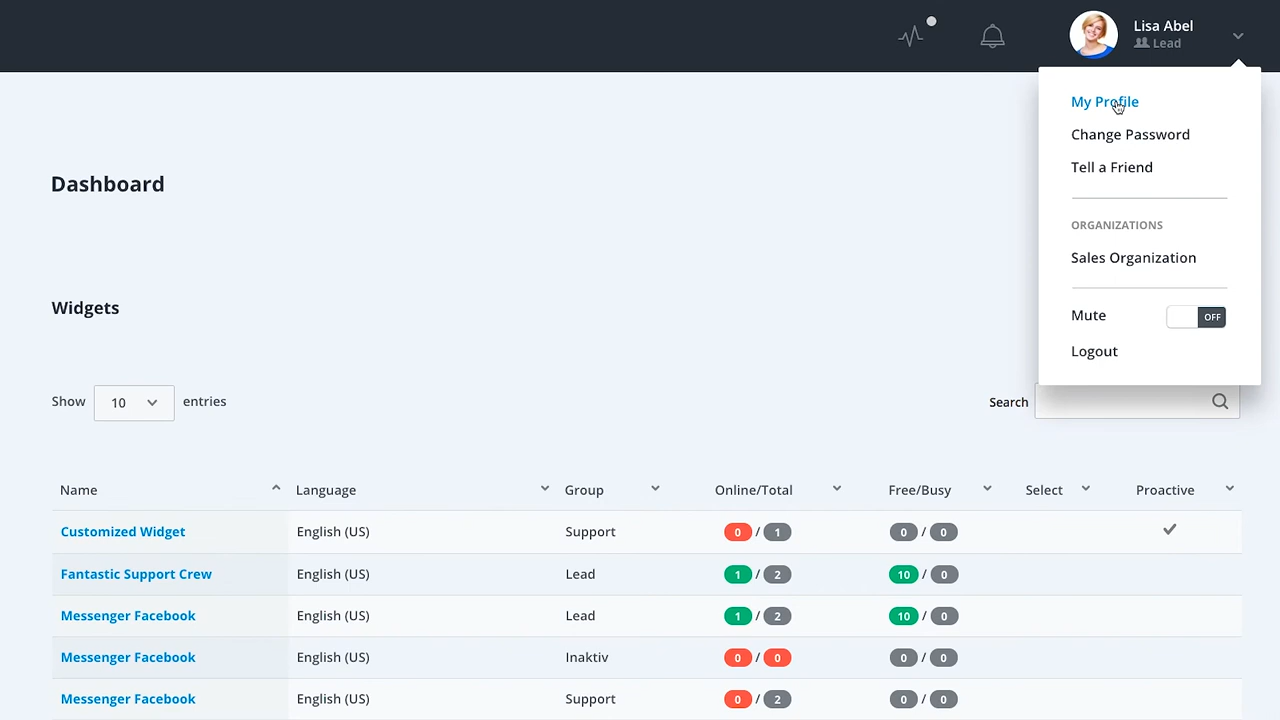 Lisa Abel
Lead
My Profile
Change Password
Tell a Friend
ORGANIZATIONS
Sales Organization
Mute OFF
Logout
Dashboard
Widgets
Show 10 entries Search
Name Language Group Online/Total Free/Busy Select Proactive
Customized Widget English (US) Support 0 / 1 0 / 0
Fantastic Support Crew English (US) Lead 1 / 2 10 / 0
Messenger Facebook English (US) Lead 1 / 2 10 / 0
Messenger Facebook English (US) Inaktiv 0 / 0 0 / 0
Messenger Facebook English (US) Support 0 / 2 0 / 0